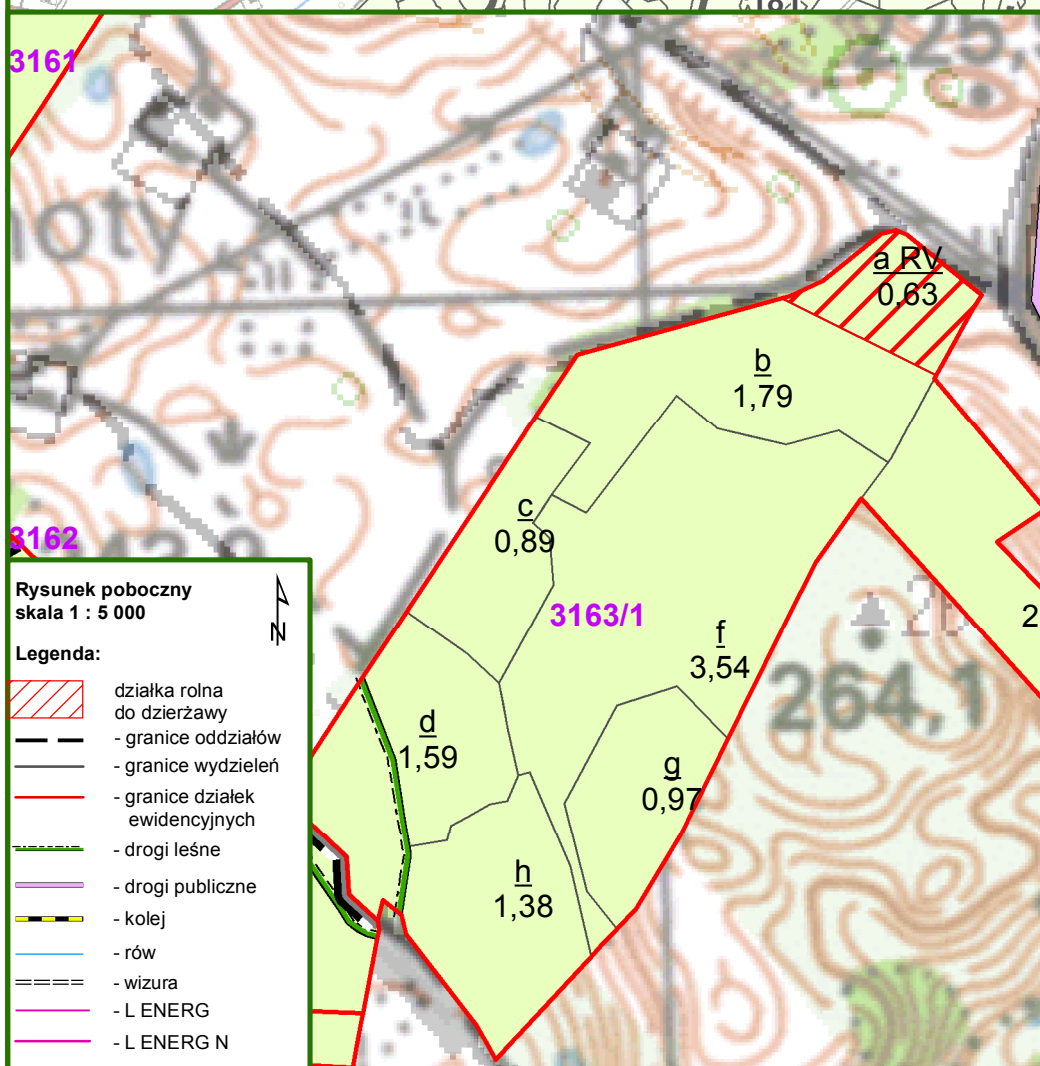 3161
225,
noty
a RV
0,63
b
1,79
c
0,89
3162
3163/1
f
3,54
2
264,1
d
1,59
g
0,97
h
1,38
Rysunek poboczny
skala 1 : 5 000
N
Legenda:
działka rolna
do dzierżawy
- granice oddziałów
- granice wydzieleń
- granice działek
ewidencyjnych
- drogi leśne
- drogi publiczne
- kolej
- rów
- wizura
- L ENERG
- L ENERG N